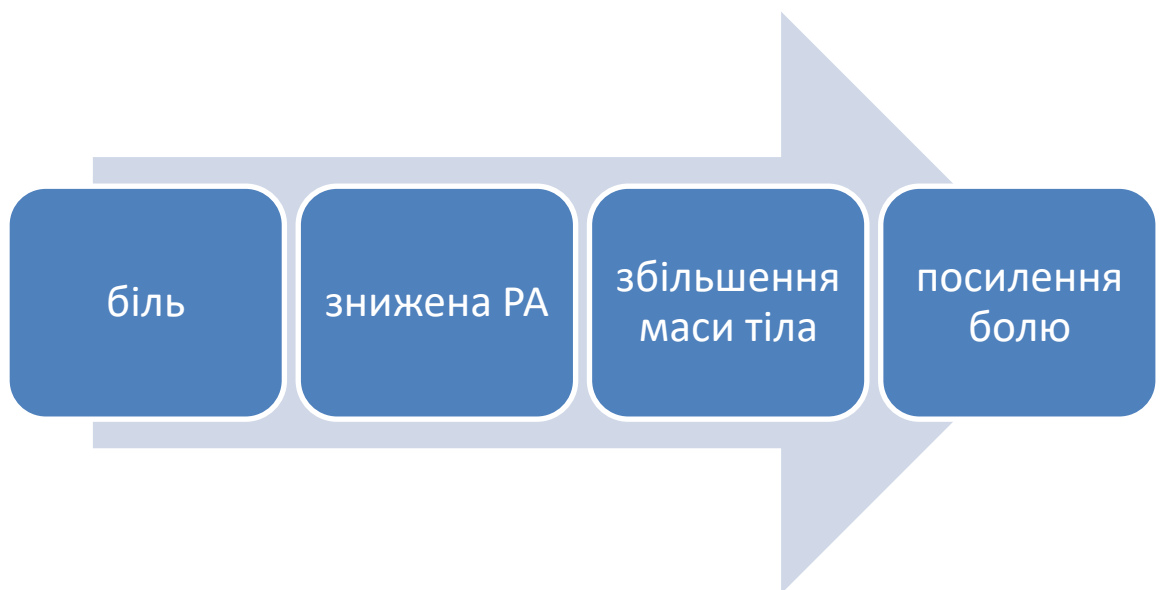 біль
знижена РА
збільшення
маси тіла
посилення
болю